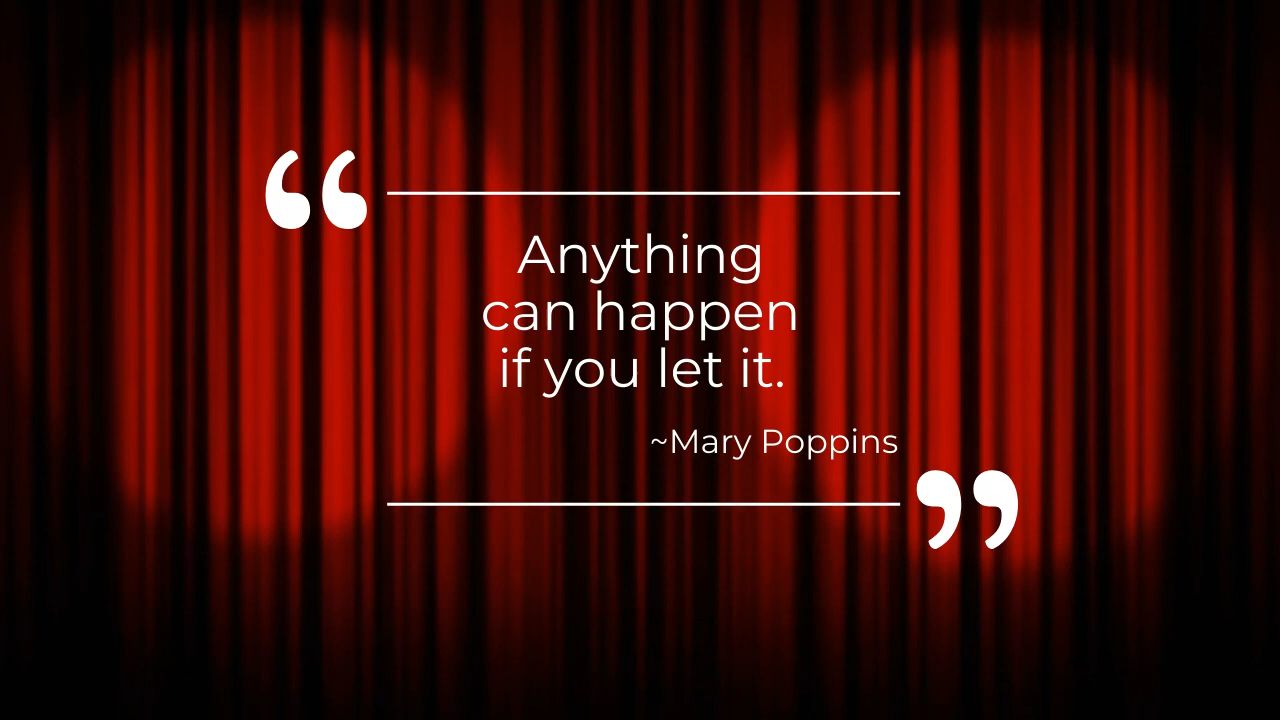 “
Anything
can happen
if you let it.
~Mary Poppins
”